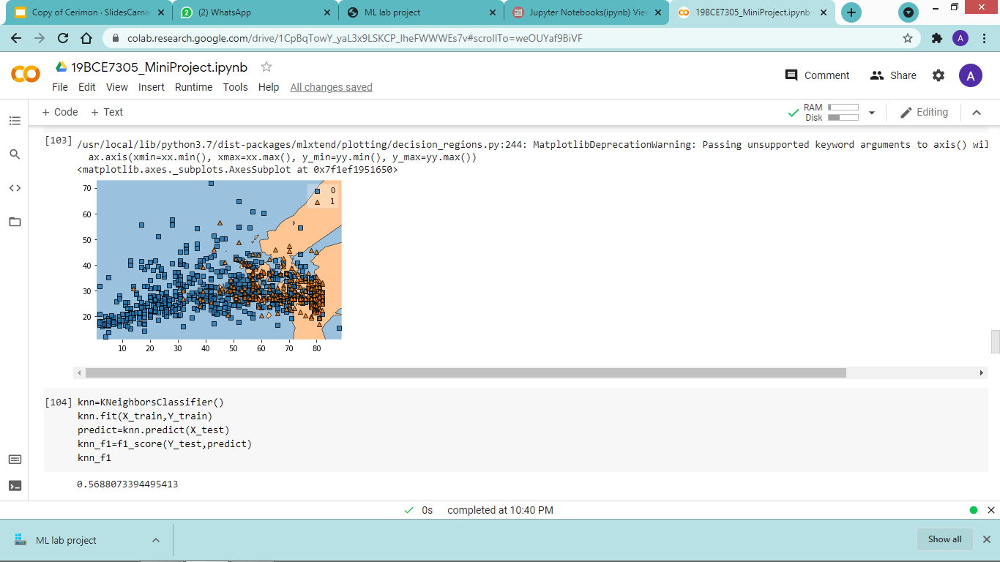 Copy of Cerimon · SlidesCarniv
(2) WhatsApp
ML lab project
Jupyter Notebooks(ipynb) View
19BCE7305_MiniProject.ipynb
colab.research.google.com/drive/1CpBqTowY_yaL3x9LSKCP_lheFWWWEs7v#scrollTo=weOUYaf9BiVF
A
19BCE7305_MiniProject.ipynb
Comment
Share
A
File Edit View Insert Runtime Tools Help All changes saved
+ Code + Text
RAM
Disk
Editing
[103]
/usr/local/lib/python3.7/dist-packages/mlxtend/plotting/decision_regions.py:244: MatplotlibDeprecationWarning: Passing unsupported keyword arguments to axis() wil
ax.axis(xmin=xx.min(), xmax=xx.max(), y_min=yy.min(), y_max=yy.max())
<matplotlib.axes._subplots.AxesSubplot at 0x7f1ef1951650>
70
60
50
40
30
20
0
1
10 20 30 40 50 60 70 80
[104] knn=KNeighborsClassifier()
knn.fit(X_train,Y_train)
predict=knn.predict(X_test)
knn_f1=f1_score(Y_test,predict)
knn_f1
0.5688073394495413
0s completed at 10:40 PM
ML lab project
Show all